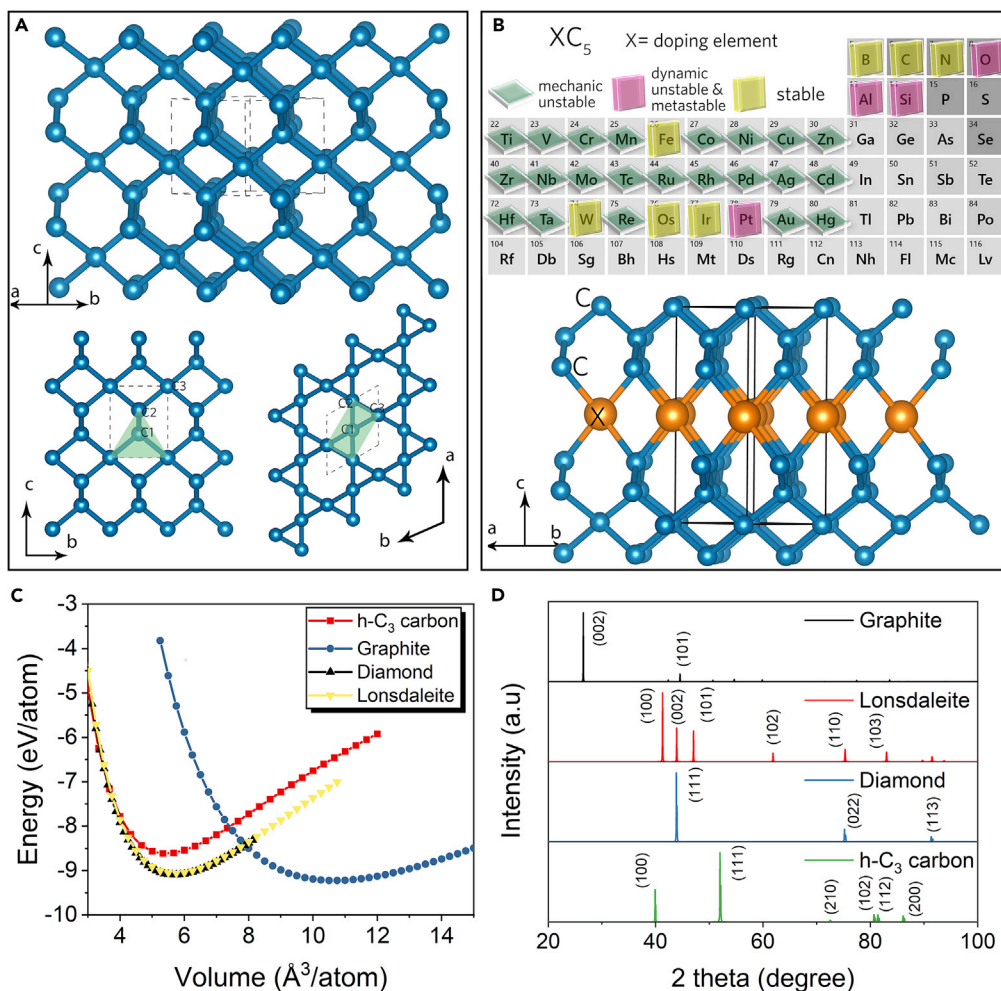 A
c
a
b
C3
C2
C1
c
b
C2
C3
C1
a
b
B
XC5
X= doping element
mechanic
unstable
dynamic
unstable &
metastable
stable
B C N O
Al Si 15 P 16 S
22 Ti 23 V 24 Cr 25 Mn Fe 27 Co 28 Ni 29 Cu 30 Zn 31 Ga 32 Ge 33 As 34 Se
40 Zr 41 Nb 42 Mo 43 Tc 44 Ru 45 Rh 46 Pd 47 Ag 48 Cd 49 In 50 Sn 51 Sb 52 Te
72 Hf 73 Ta W 75 Re 76 Os 77 Ir 78 Pt 79 Au 80 Hg 81 Tl 82 Pb 83 Bi 84 Po
104 Rf 105 Db 106 Sg 107 Bh 108 Hs 109 Mt 110 Ds 111 Rg 112 Cn 113 Nh 114 Fl 115 Mc 116 Lv
C
C
X
c
a
b
C
-3
-4
-5
-6
-7
-8
-9
-10
Energy (eV/atom)
h-C3 carbon
Graphite
Diamond
Lonsdaleite
4 6 8 10 12 14
Volume (Å3/atom)
D
Intensity (a.u)
(002)
(101)
Graphite
(100)
(002)
(101)
(102)
(110)
(103)
Lonsdaleite
(111)
(022)
(113)
Diamond
(100)
(111)
(210)
(102)
(112)
(200)
h-C3 carbon
20 40 60 80 100
2 theta (degree)